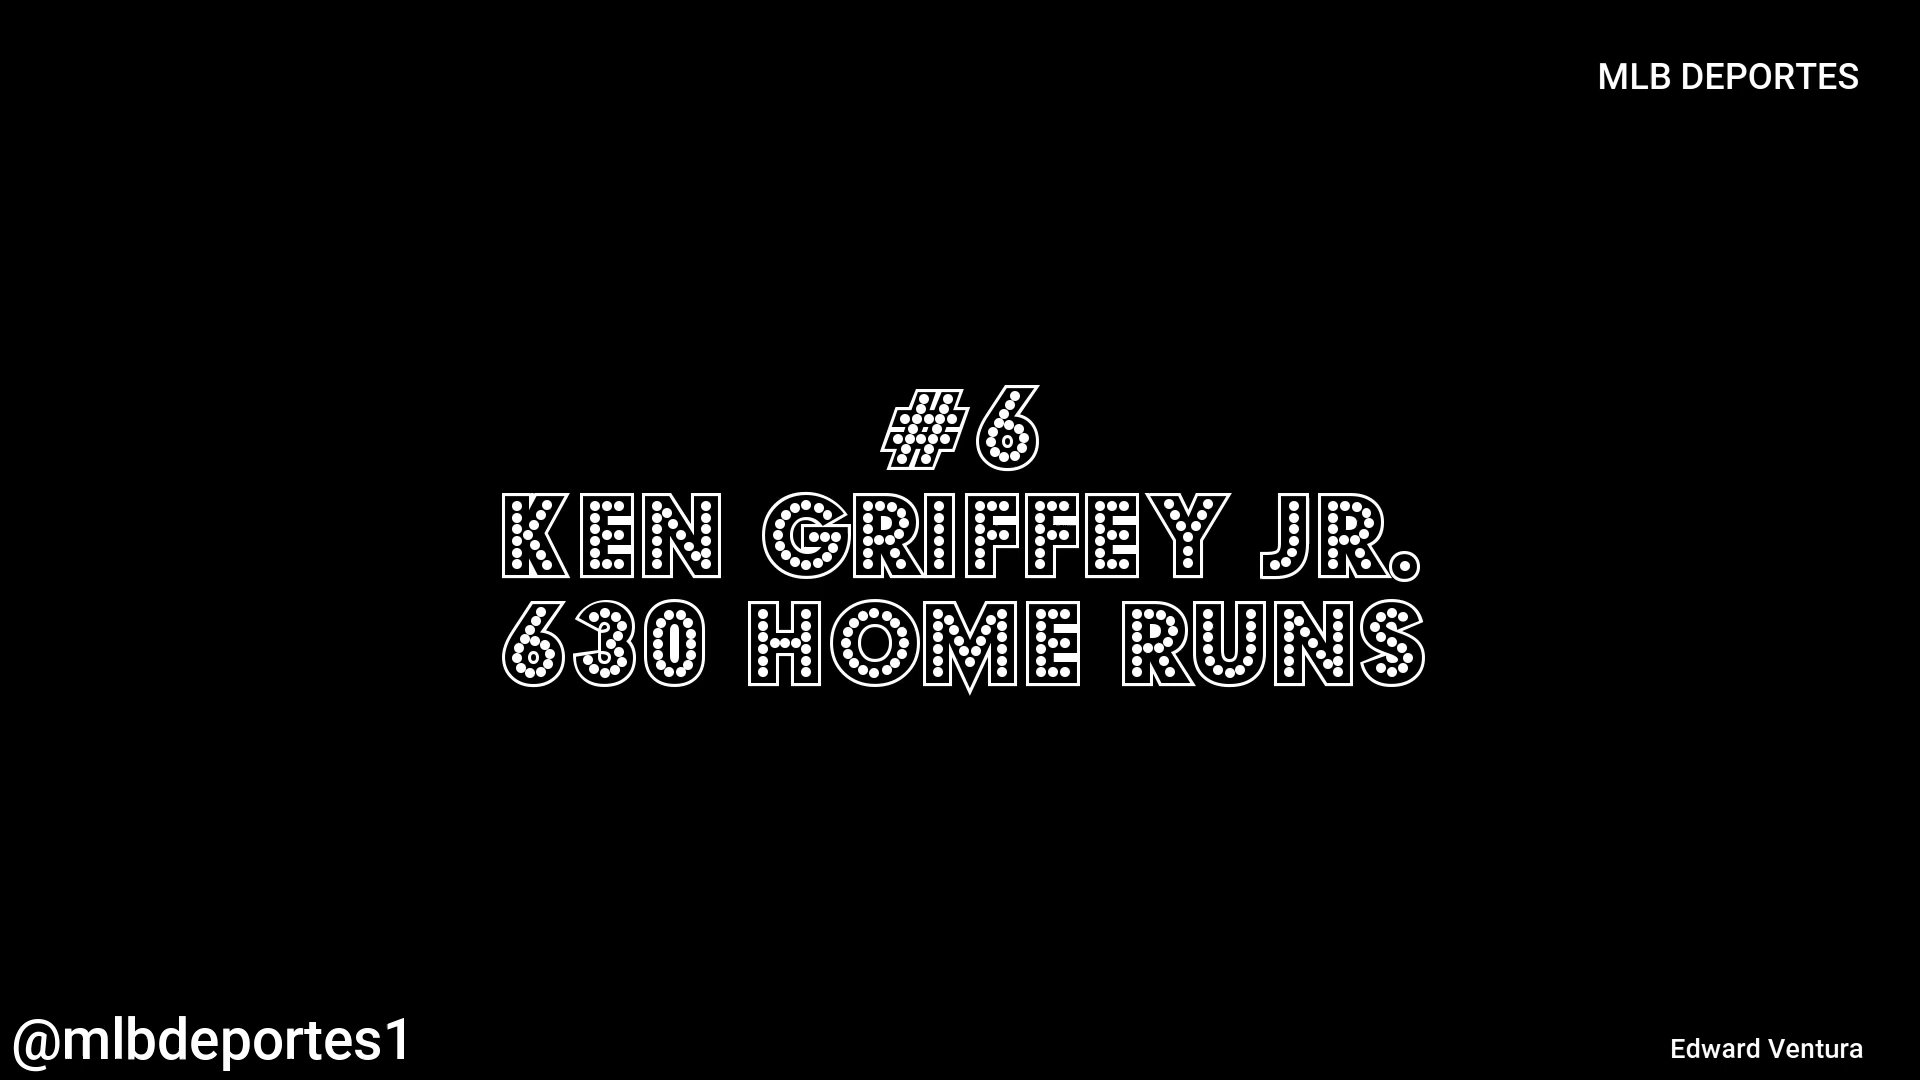 MLB DEPORTES
#6
KEN GRIFFEY JR.
630 HOME RUNS
@mlbdeportes1
Edward Ventura